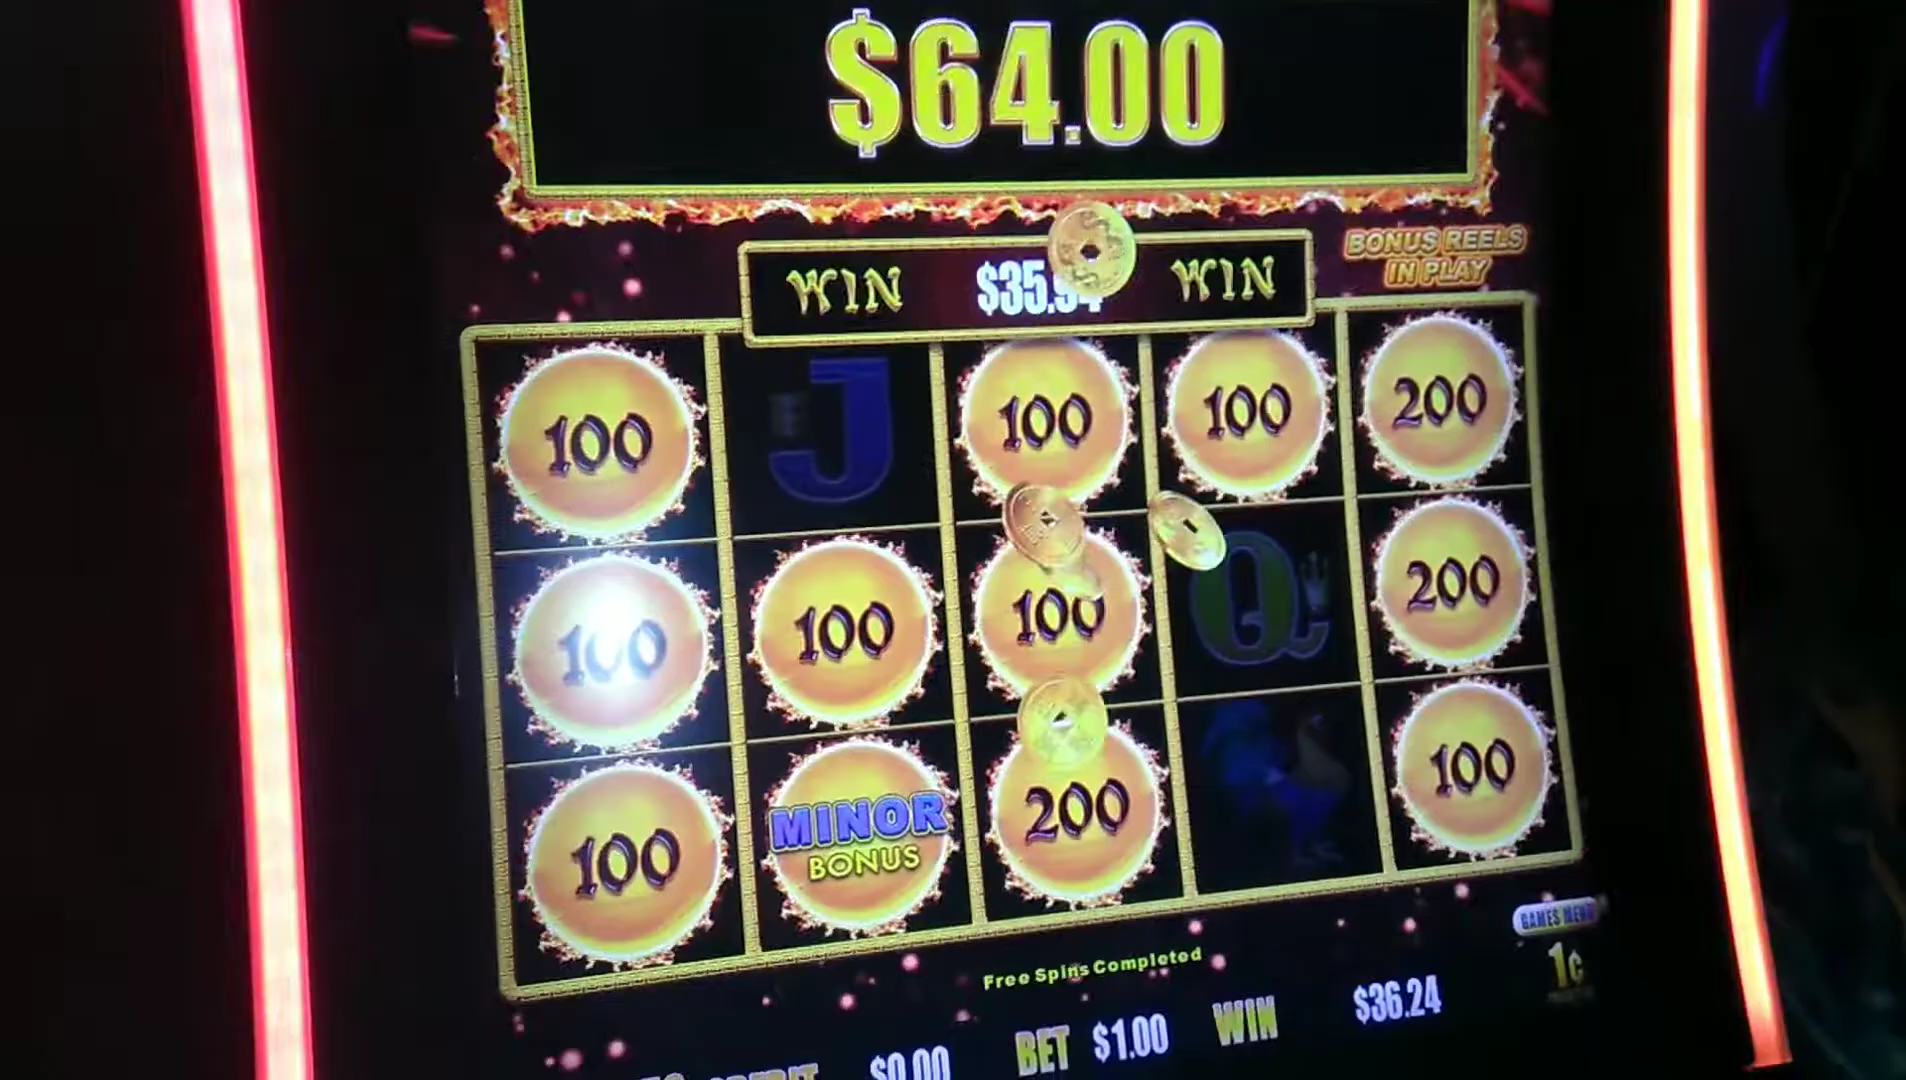 $64.00
WIN
WIN
BONUS REELS
IN PLAY
100
J
100
100
200
100
100
100
Q
200
100
MINOR
BONUS
200
100
Free Spins Completed
GAMES MENU
1¢
CREDIT $0.00 BET $1.00 WIN $36.24